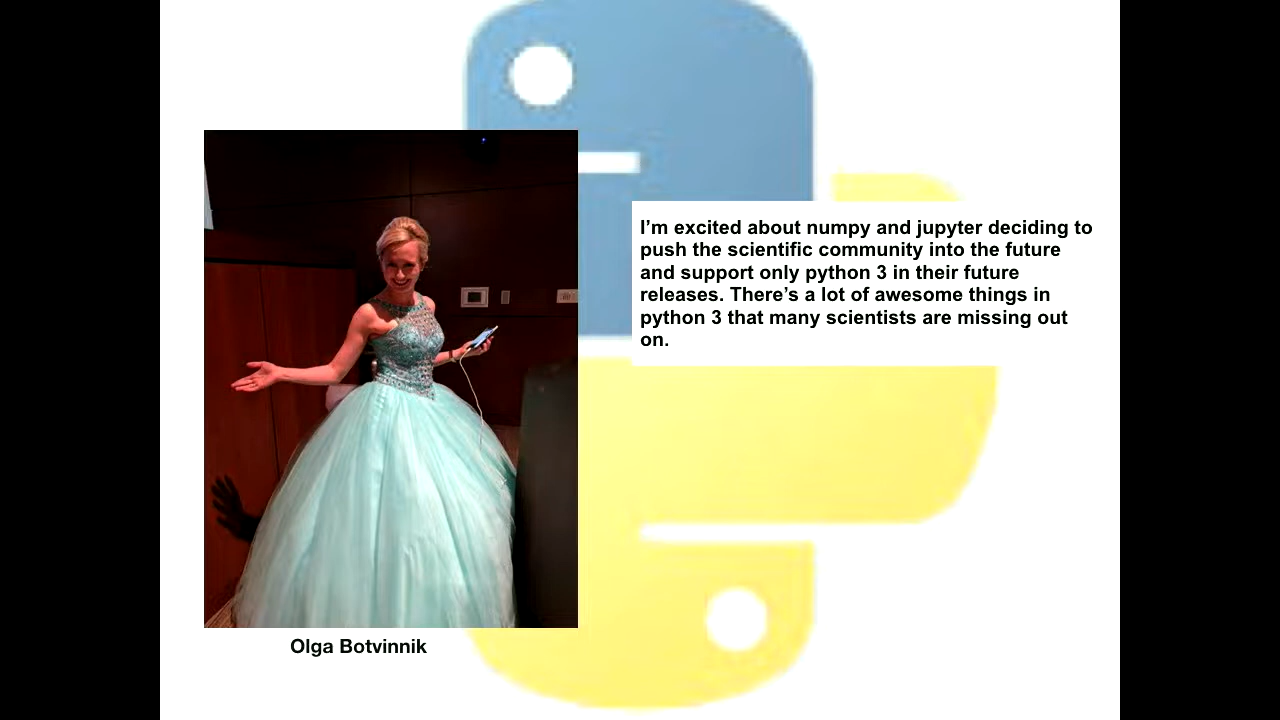 I’m excited about numpy and jupyter deciding to
push the scientific community into the future
and support only python 3 in their future
releases. There’s a lot of awesome things in
python 3 that many scientists are missing out
on.
Olga Botvinnik